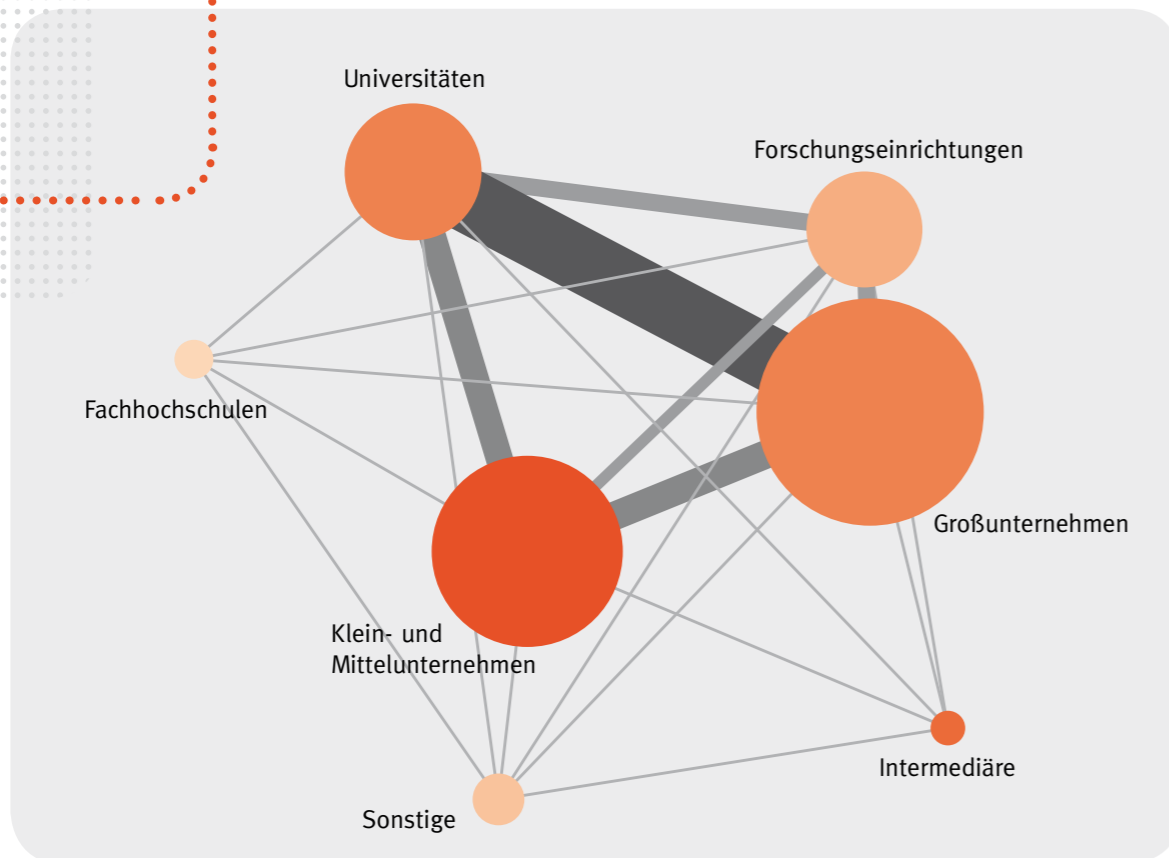 Universitäten
Forschungseinrichtungen
Fachhochschulen
Großunternehmen
Klein- und
Mittelunternehmen
Intermediäre
Sonstige